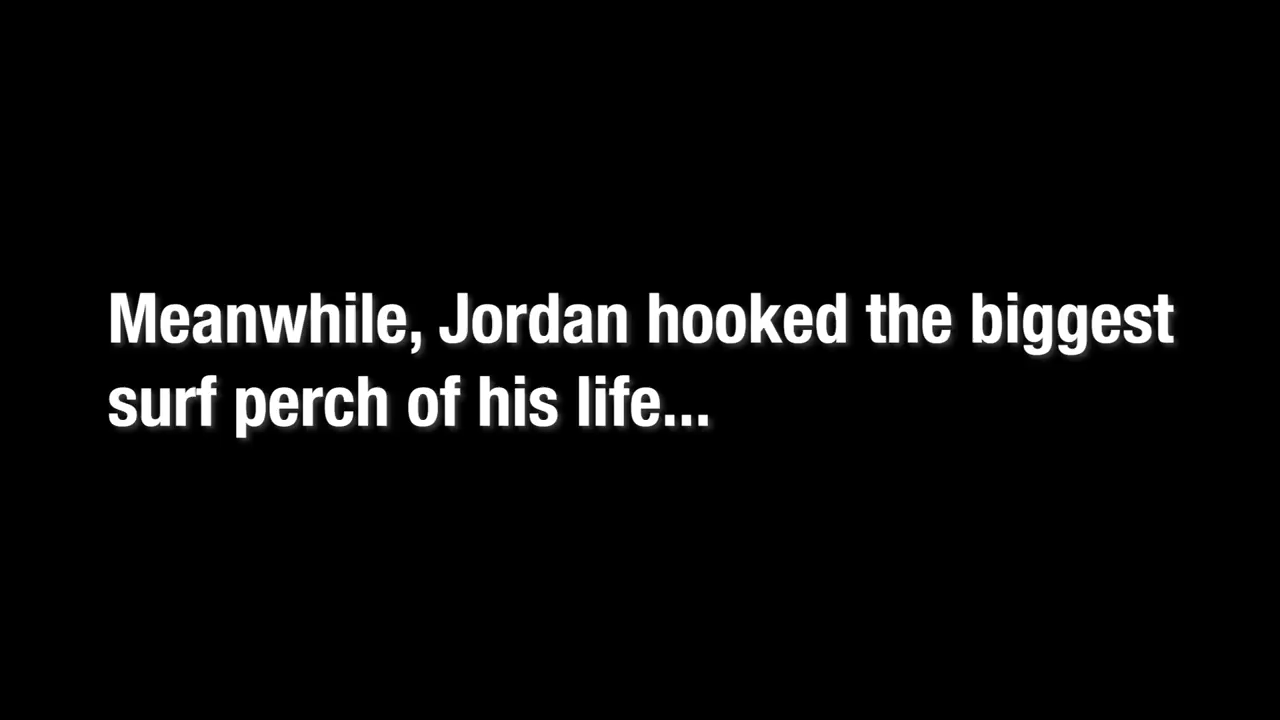 Meanwhile, Jordan hooked the biggest
surf perch of his life...